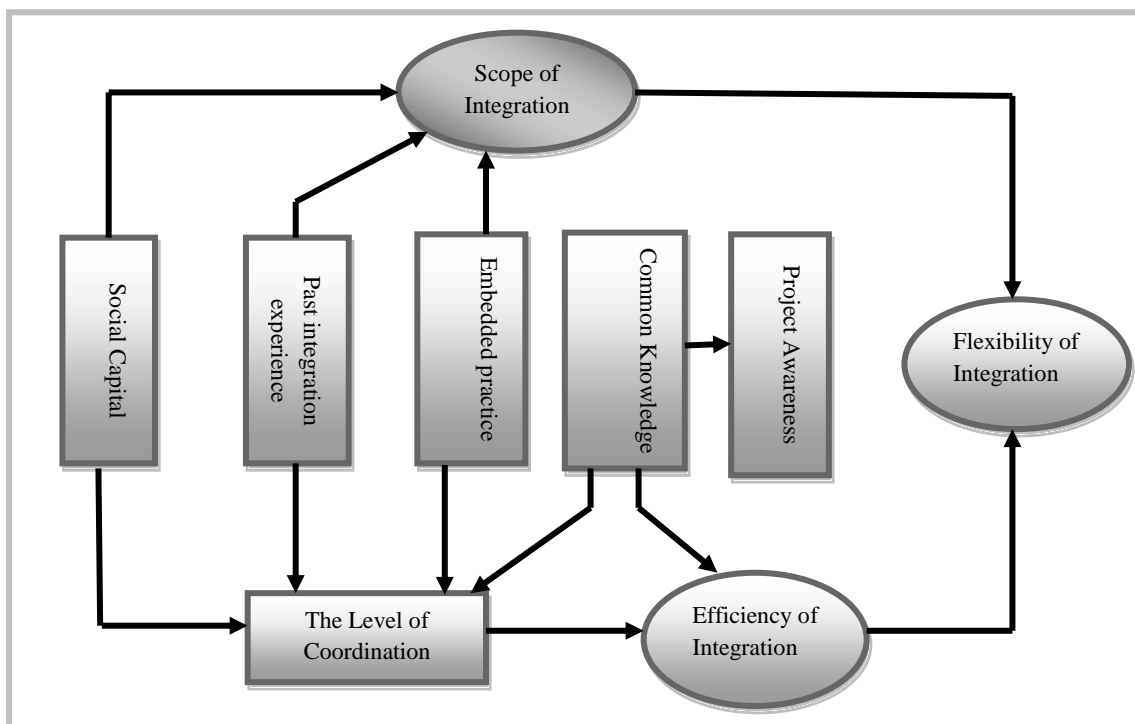 Scope of
Integration
Social Capital
Past integration
experience
Embedded practice
Common Knowledge
Project Awareness
Flexibility of
Integration
The Level of
Coordination
Efficiency of
Integration